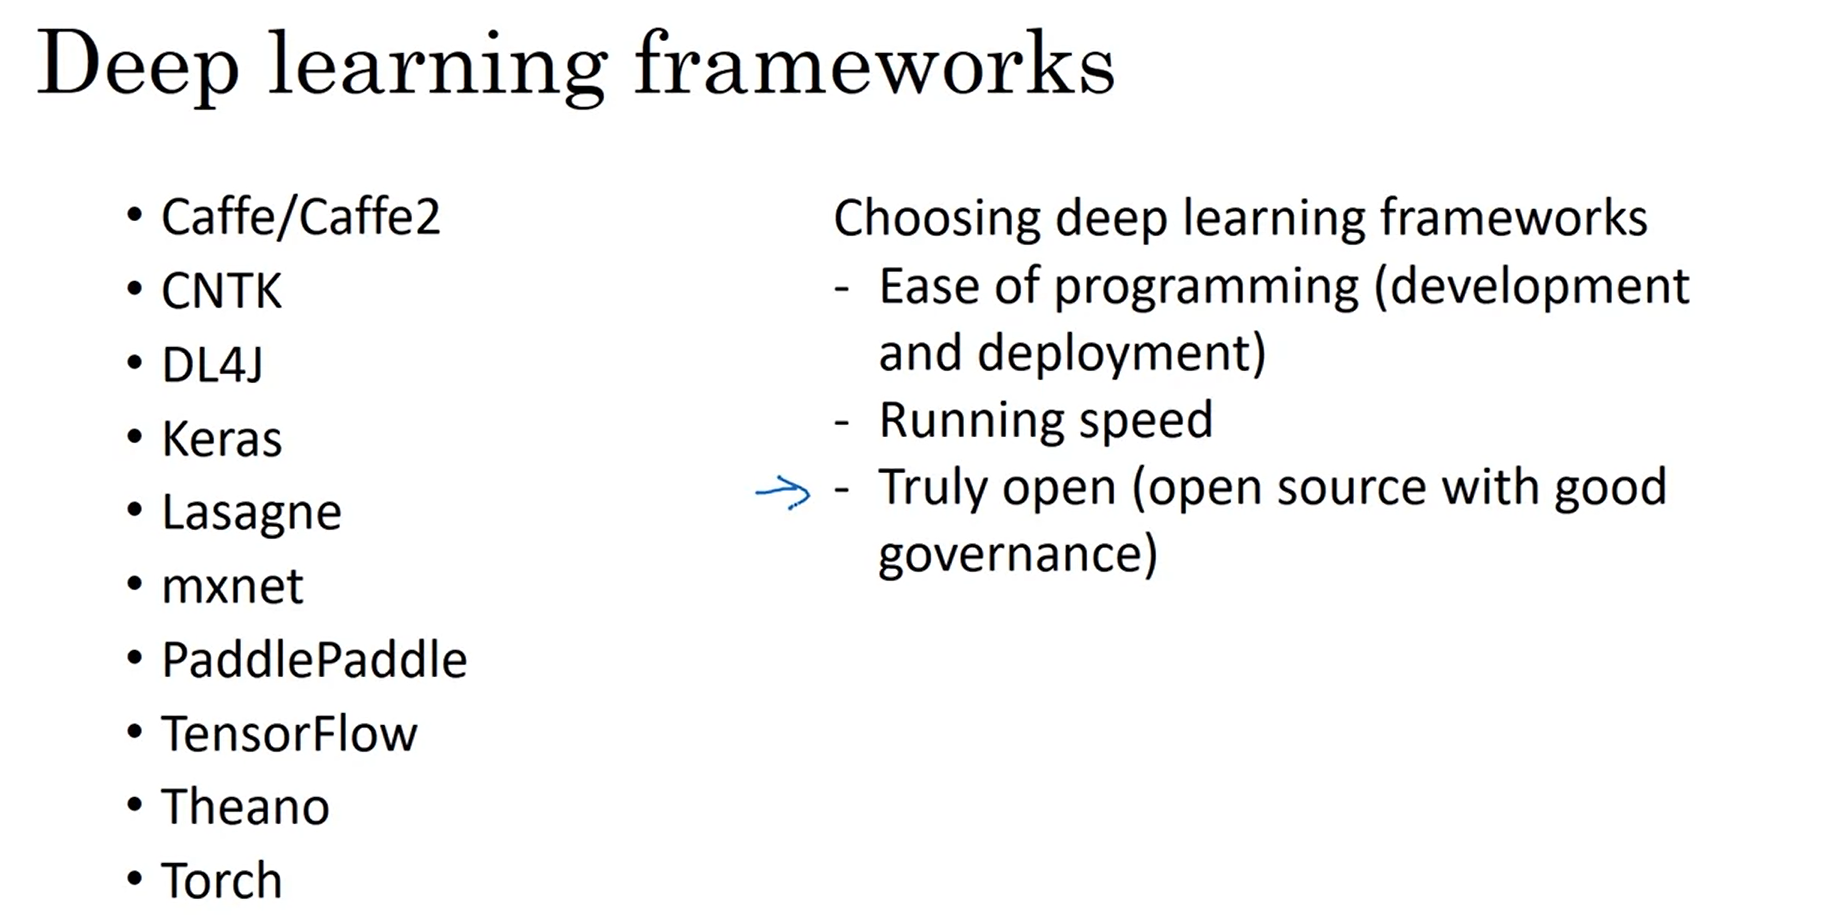 Deep learning frameworks
• Caffe/Caffe2
• CNTK
• DL4J
• Keras
• Lasagne
• mxnet
• PaddlePaddle
• TensorFlow
• Theano
• Torch
Choosing deep learning frameworks
- Ease of programming (development
and deployment)
- Running speed
- Truly open (open source with good
governance)